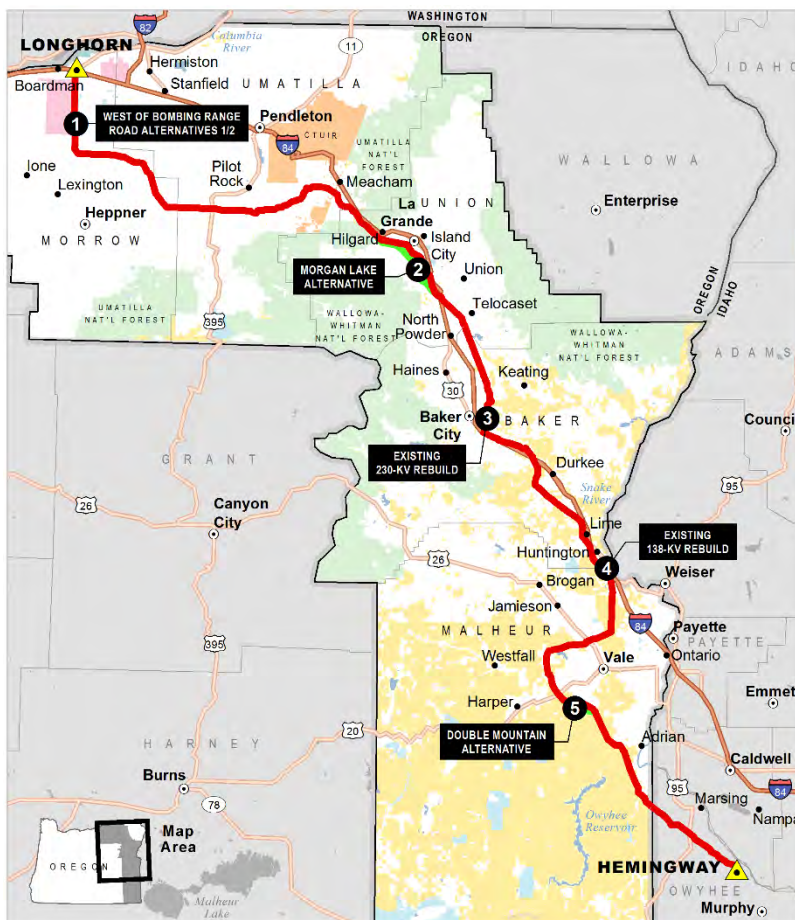 WASHINGTON
OREGON
82
LONGHORN
Columbia
River
11
IDAHO
Hermiston
Boardman
Stanfield
UMATILLA
1
WEST OF BOMBING RANGE
ROAD ALTERNATIVES 1/2
Pendleton
84
CTUIR
UMATILLA
NAT'L FOREST
WALLOWA
Ione
Lexington
Pilot
Rock
Meacham
Heppner
La
Grande
UNION
Enterprise
MORROW
Hilgard
Island
City
OREGON
IDAHO
MORGAN LAKE
ALTERNATIVE
2
Union
UMATILLA
NAT'L FOREST
395
WALLOWA-
WHITMAN
NAT'L FOREST
Telocaset
North
Powder
WALLOWA-
WHITMAN
NAT'L FOREST
ADAMS
Haines
30
Keating
Baker
City
3
BAKER
Council
95
EXISTING
230-KV REBUILD
GRANT
Durkee
Snake
River
26
Canyon
City
Lime
EXISTING
138-KV REBUILD
Huntington
4
26
Brogan
Weiser
Jamieson
84
Payette
MALHEUR
PAYETTE
395
Westfall
Vale
Ontario
Emmet
Harper
5
20
DOUBLE MOUNTAIN
ALTERNATIVE
Adrian
HARNEY
Caldwell
95
84
Burns
78
Marsing
Nampa
Owyhee
Reservoir
Map
Area
OREGON
HEMINGWAY
OWYHEE
Malheur
Lake
Murphy